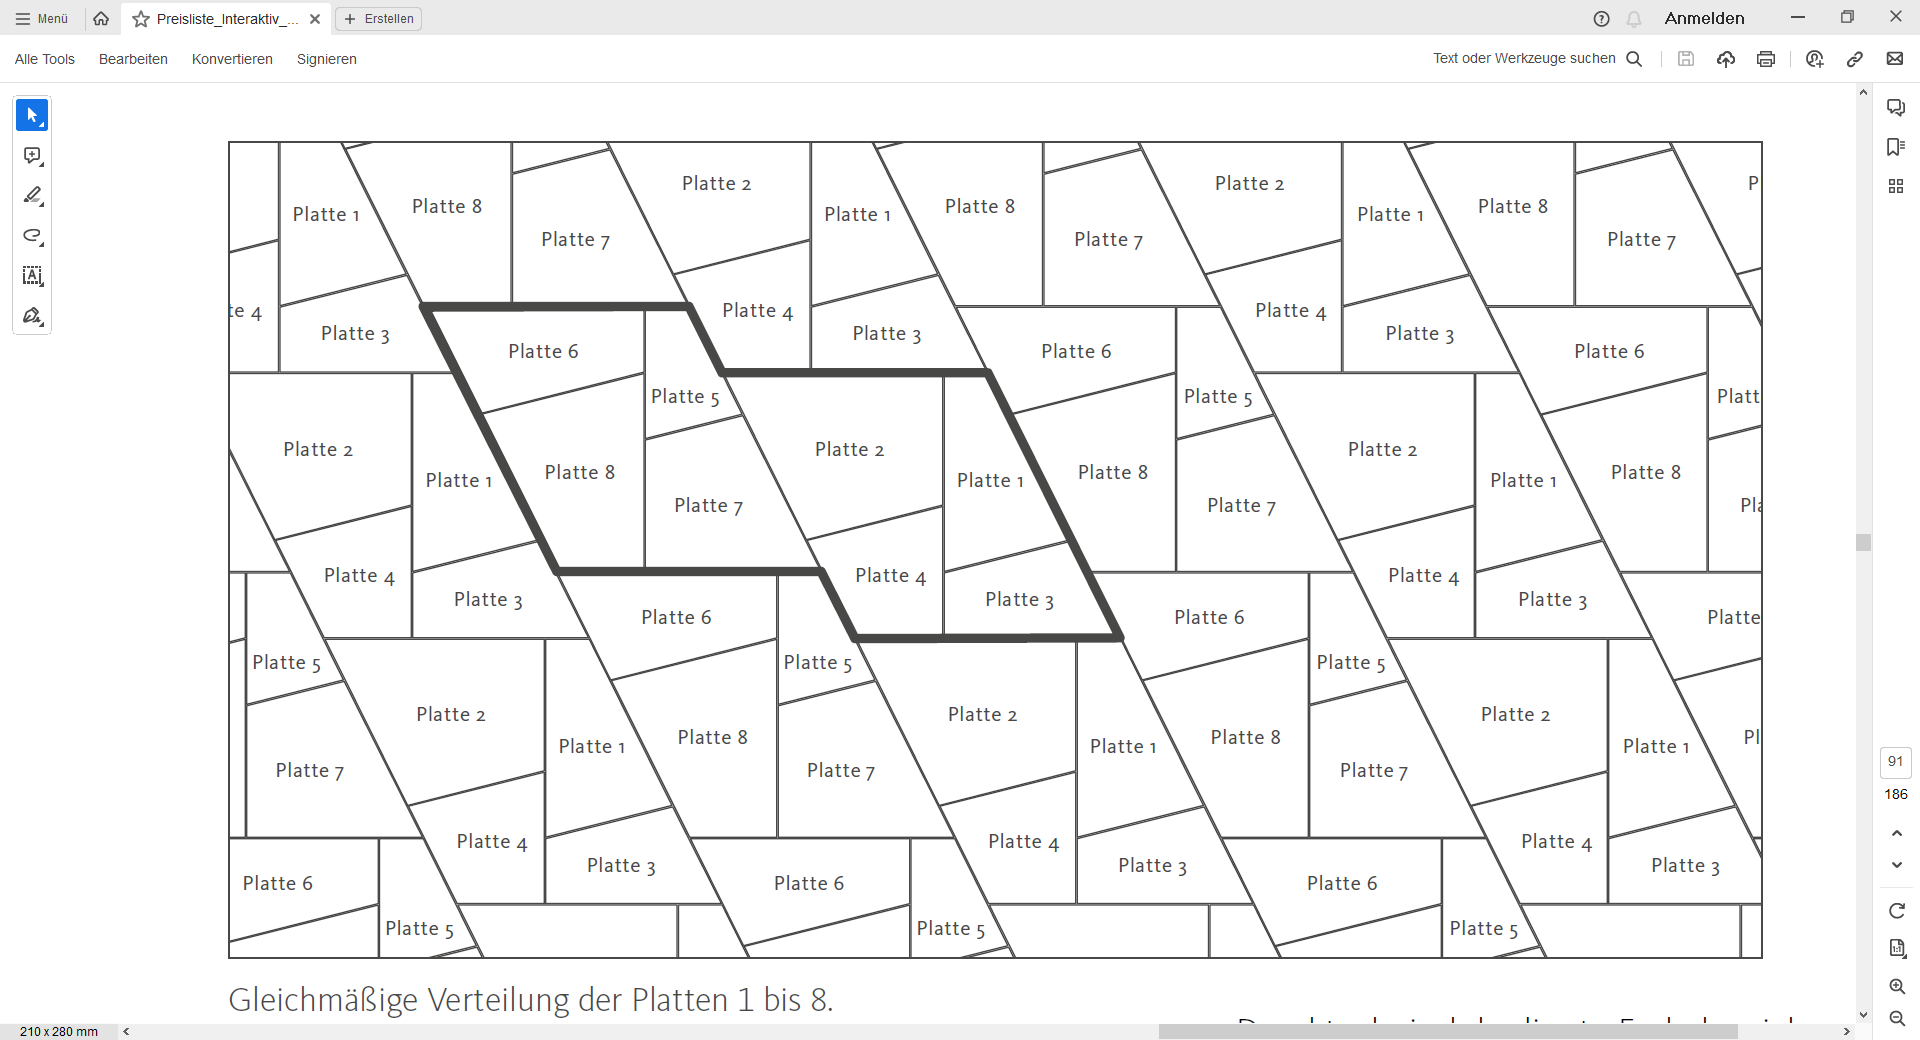 Menü
Preisliste_Interaktiv_...
Erstellen
Anmelden
Alle Tools Bearbeiten Konvertieren Signieren
Text oder Werkzeuge suchen
Platte 2 Platte 2 P
Platte 8 Platte 8 Platte 8
Platte 1 Platte 1 Platte 1
Platte 7 Platte 7 Platte 7
te 4 Platte 4 Platte 4
Platte 3 Platte 3 Platte 3
Platte 6 Platte 6 Platte 6
Platte 5 Platte 5 Platt
Platte 2 Platte 2 Platte 2
Platte 8 Platte 8 Platte 8
Platte 1 Platte 1 Platte 1
Platte 7 Platte 7 Pla
Platte 4 Platte 4 Platte 4
Platte 3 Platte 3 Platte 3
Platte 6 Platte 6 Platte
Platte 5 Platte 5 Platte 5
Platte 2 Platte 2 Platte 2
Platte 8 Platte 8 Pl
Platte 1 Platte 1 Platte 1
Platte 7 Platte 7 Platte 7
Platte 4 Platte 4 Platte 4
Platte 3 Platte 3 Platte 3
Platte 6 Platte 6 Platte 6
Platte 5 Platte 5 Platte 5
Gleichmäßige Verteilung der Platten 1 bis 8.
91
186
1:1
210 x 280 mm